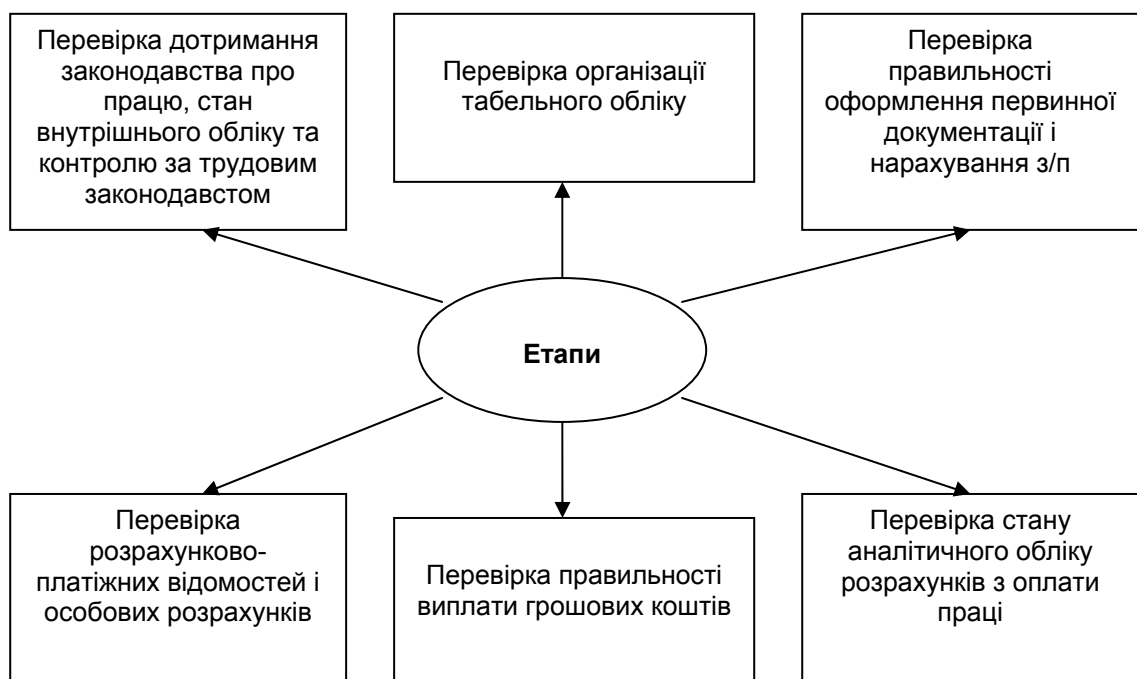 Перевірка дотримання
законодавства про
працю, стан
внутрішнього обліку та
контролю за трудовим
законодавстом
Перевірка організації
табельного обліку
Перевірка
правильності
оформлення первинної
документації і
нарахування з/п
Етапи
Перевірка
розрахунково-
платіжних відомостей і
особових розрахунків
Перевірка правильності
виплати грошових коштів
Перевірка стану
аналітичного обліку
розрахунків з оплати
праці